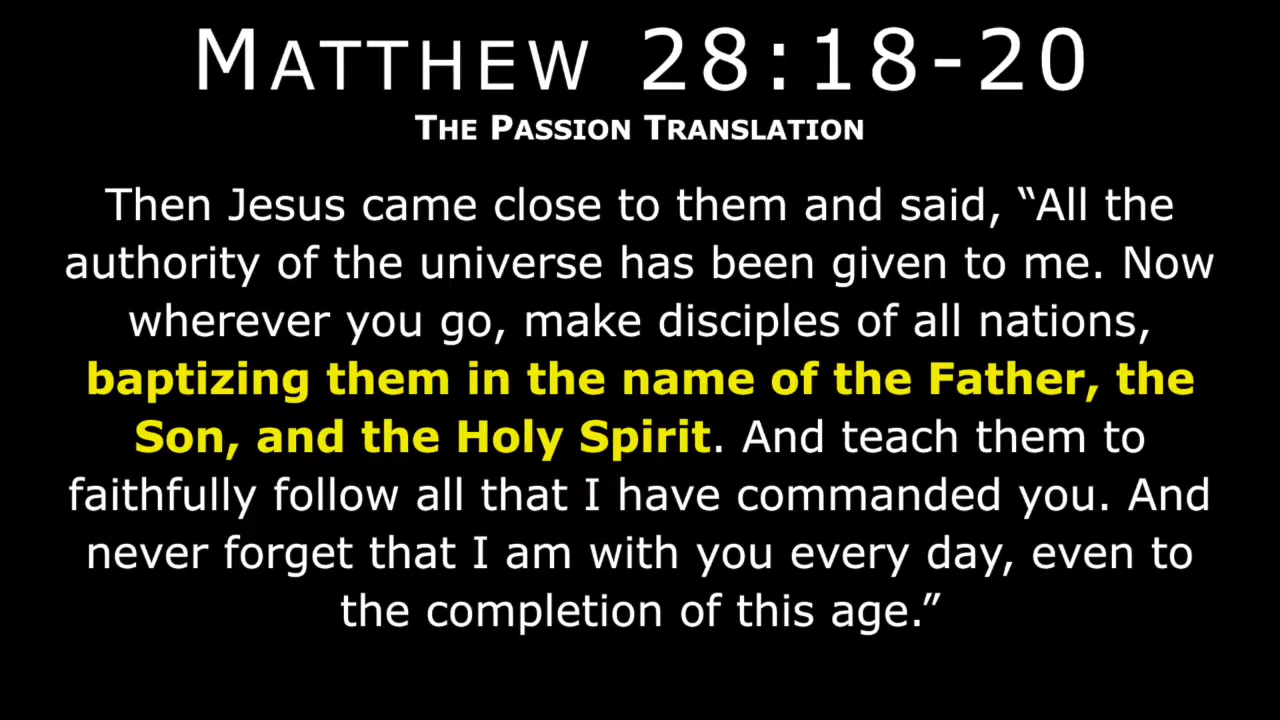 MATTHEW 28:18-20
THE PASSION TRANSLATION
Then Jesus came close to them and said, “All the
authority of the universe has been given to me. Now
wherever you go, make disciples of all nations,
baptizing them in the name of the Father, the
Son, and the Holy Spirit. And teach them to
faithfully follow all that I have commanded you. And
never forget that I am with you every day, even to
the completion of this age.”